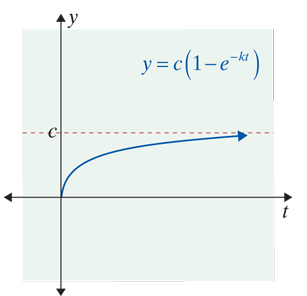 y
y = c(1 − e^{−kt})
c
t